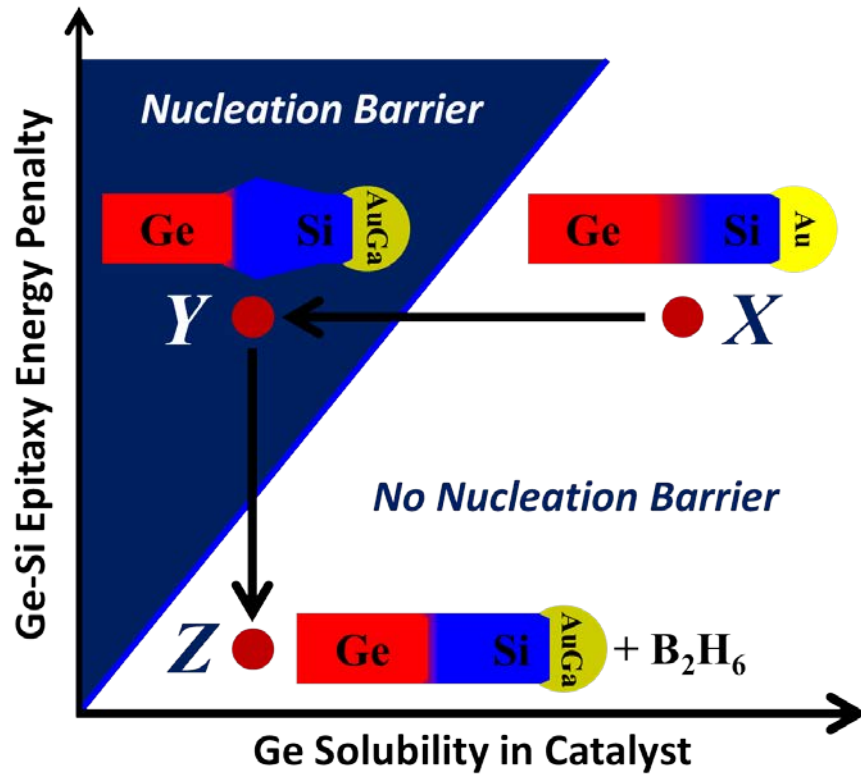 Ge-Si Epitaxy Energy Penalty
Nucleation Barrier
Ge Si AuGa
Ge Si Au
Y
X
No Nucleation Barrier
Z
Ge Si AuGa + B₂H₆
Ge Solubility in Catalyst